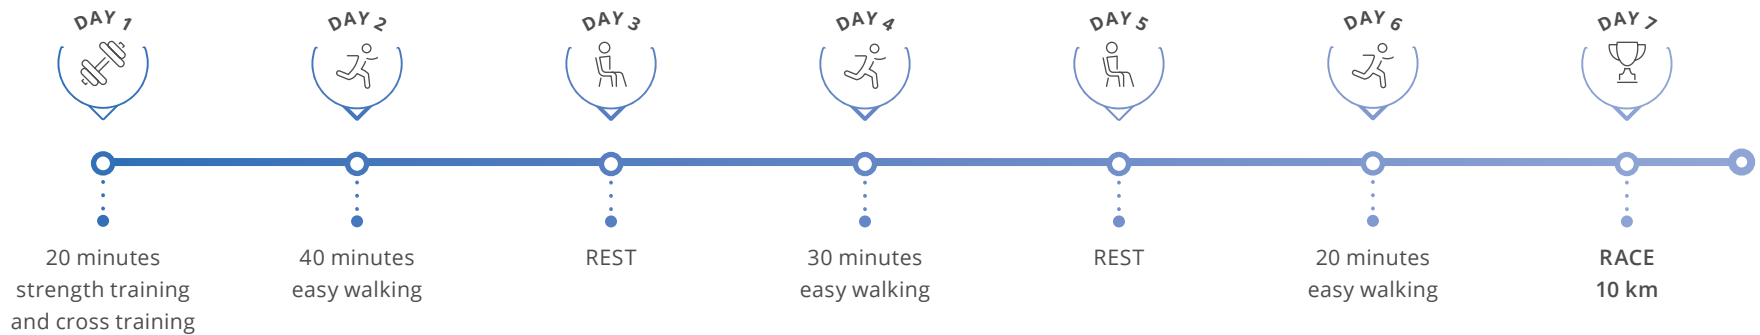 DAY 1
DAY 2
DAY 3
DAY 4
DAY 5
DAY 6
DAY 7
20 minutes
strength training
and cross training
40 minutes
easy walking
REST
30 minutes
easy walking
REST
20 minutes
easy walking
RACE
10 km